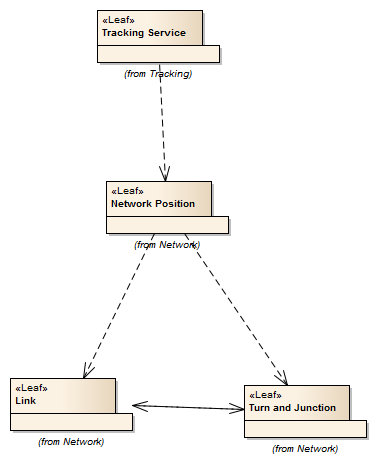 «Leaf»
Tracking Service
(from Tracking)
«Leaf»
Network Position
(from Network)
«Leaf»
Link
(from Network)
«Leaf»
Turn and Junction
(from Network)